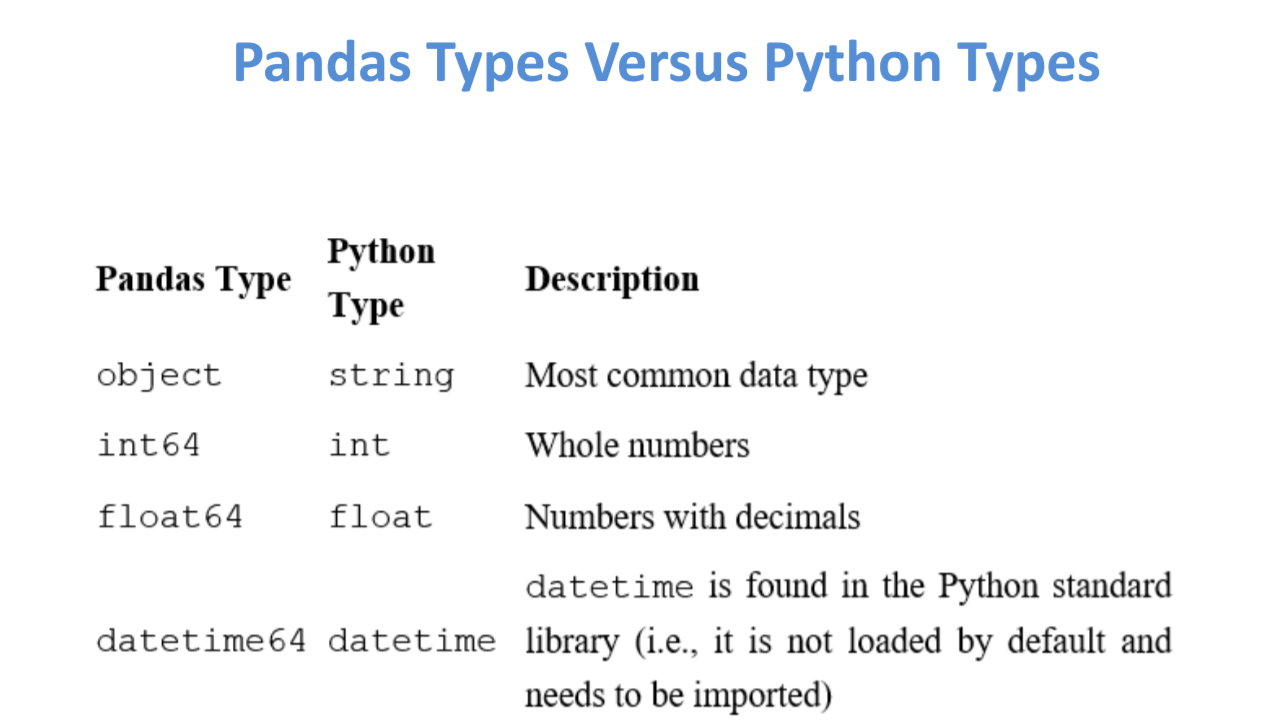 Pandas Types Versus Python Types
Pandas Type Python Type Description
object string Most common data type
int64 int Whole numbers
float64 float Numbers with decimals
datetime64 datetime datetime is found in the Python standard
library (i.e., it is not loaded by default and
needs to be imported)